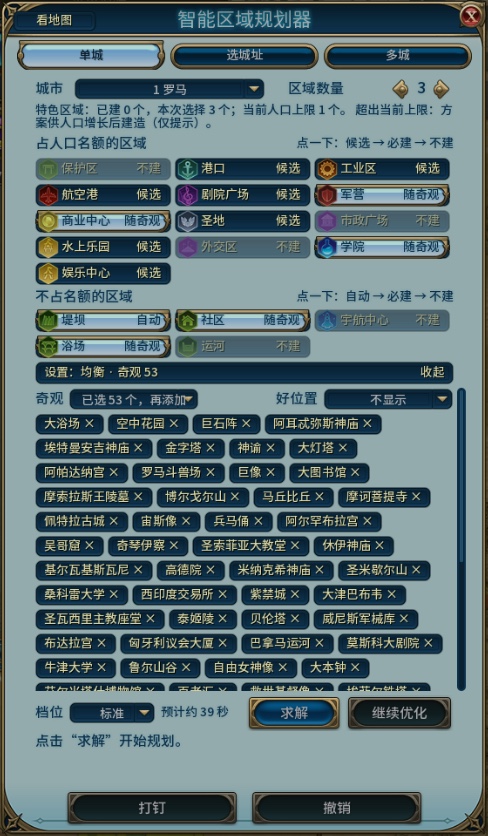 看地图
智能区域规划器
单城 选城址 多城
城市 1 罗马 区域数量 3
特色区域：已建 0 个，本次选择 3 个；当前人口上限 1 个。 超出当前上限：方
案供人口增长后建造（仅提示）。
占人口名额的区域 点一下：候选 → 必建 → 不建
保护区 不建 港口 候选 工业区 候选
航空港 候选 剧院广场 候选 军营 随奇观
商业中心 随奇观 圣地 候选 市政广场 不建
水上乐园 候选 外交区 不建 学院 随奇观
娱乐中心 候选
不占名额的区域 点一下：自动 → 必建 → 不建
堤坝 自动 社区 随奇观 宇航中心 不建
浴场 随奇观 运河 不建
设置：均衡 · 奇观 53 收起
奇观 已选 53 个，再添加 好位置 不显示
大浴场 × 空中花园 × 巨石阵 × 阿耳忒弥斯神庙 ×
埃特曼安吉神庙 × 金字塔 × 神谕 × 大灯塔 ×
阿帕达纳宫 × 罗马斗兽场 × 巨像 × 大图书馆 ×
摩索拉斯王陵墓 × 博尔戈尔山 × 马丘比丘 × 摩诃菩提寺 ×
佩特拉古城 × 宙斯像 × 兵马俑 × 阿尔罕布拉宫 ×
吴哥窟 × 奇琴伊察 × 圣索菲亚大教堂 × 休伊神庙 ×
基尔瓦基斯瓦尼 × 高德院 × 米纳克希神庙 × 圣米歇尔山 ×
桑科雷大学 × 西印度交易所 × 紫禁城 × 大津巴布韦 ×
圣瓦西里主教座堂 × 泰姬陵 × 贝伦塔 × 威尼斯军械库 ×
布达拉宫 × 匈牙利议会大厦 × 巴拿马运河 × 莫斯科大剧院 ×
牛津大学 × 鲁尔山谷 × 自由女神像 × 大本钟 ×
档位 标准 预计约 39 秒 求解 继续优化
点击“求解”开始规划。
打钉 撤销